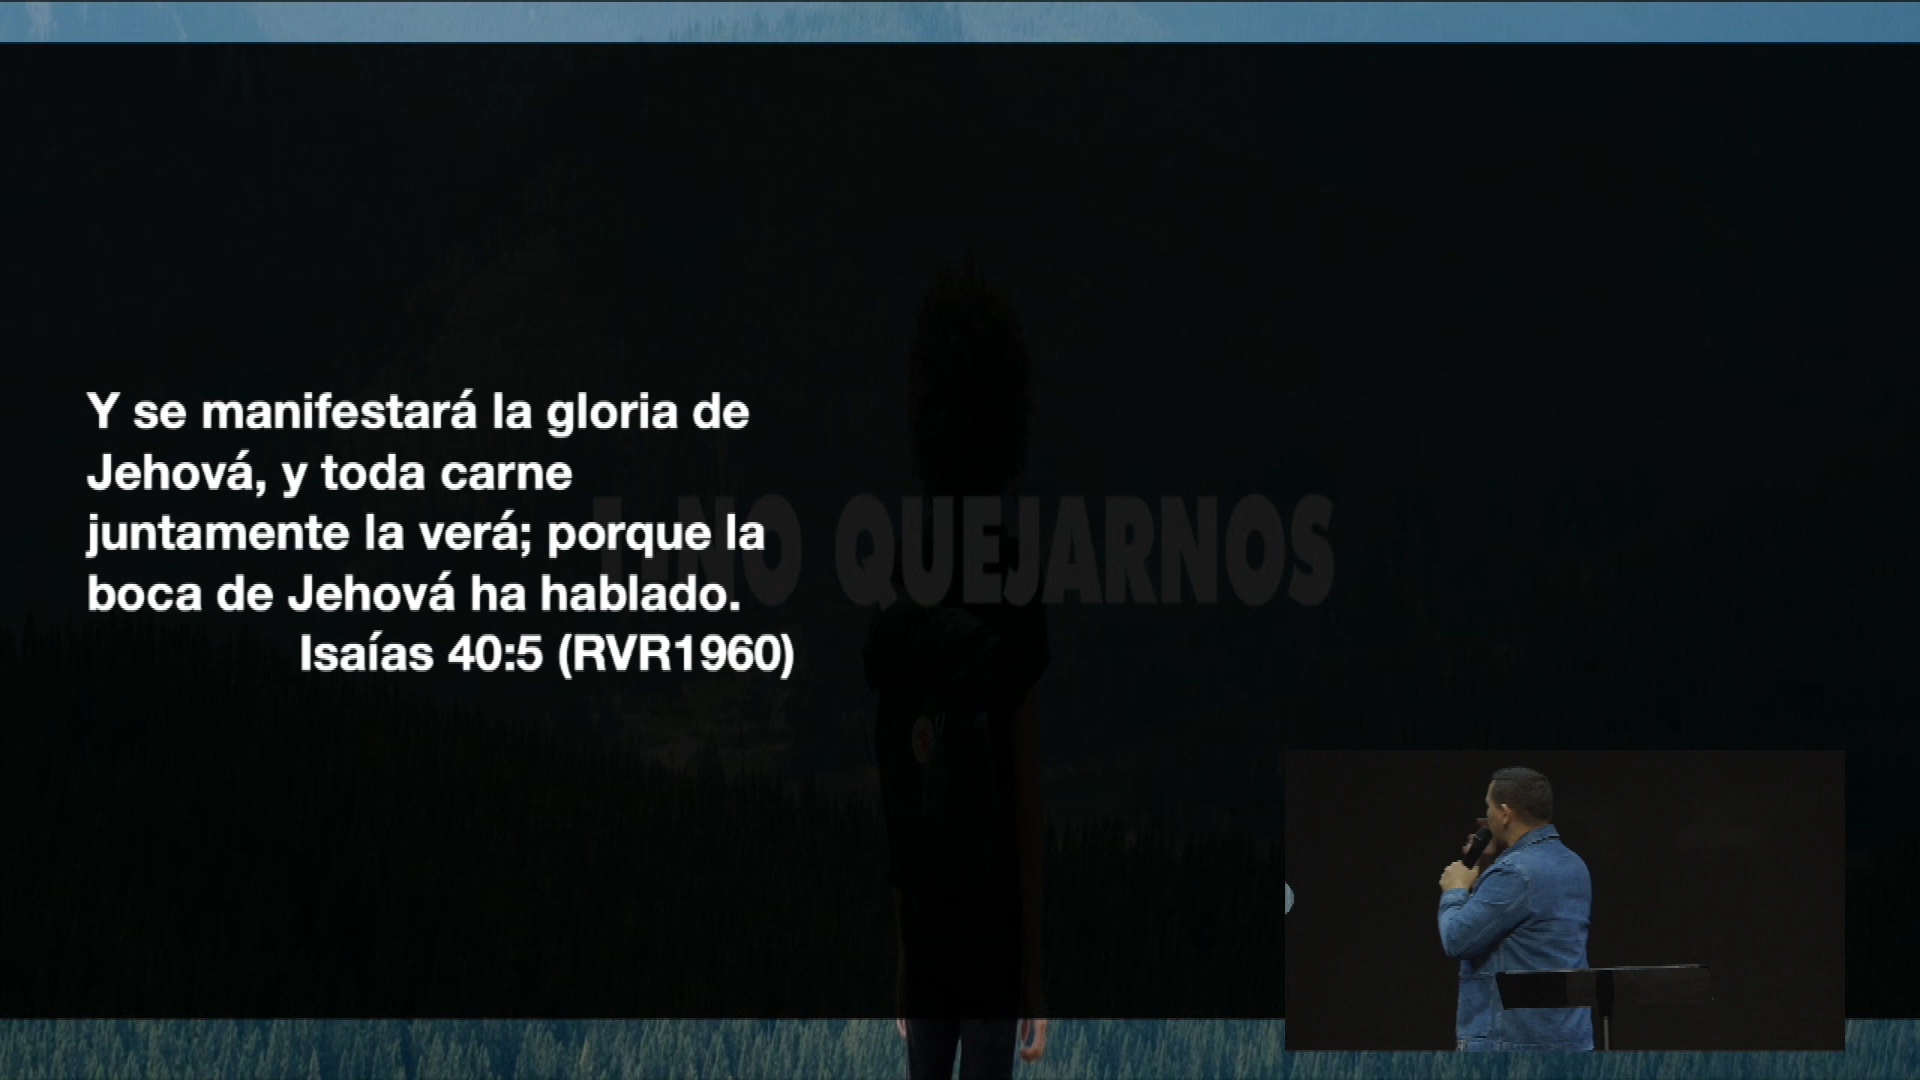 Y se manifestará la gloria de
Jehová, y toda carne
juntamente la verá; porque la
boca de Jehová ha hablado.
Isaías 40:5 (RVR1960)
NO QUEJARNOS